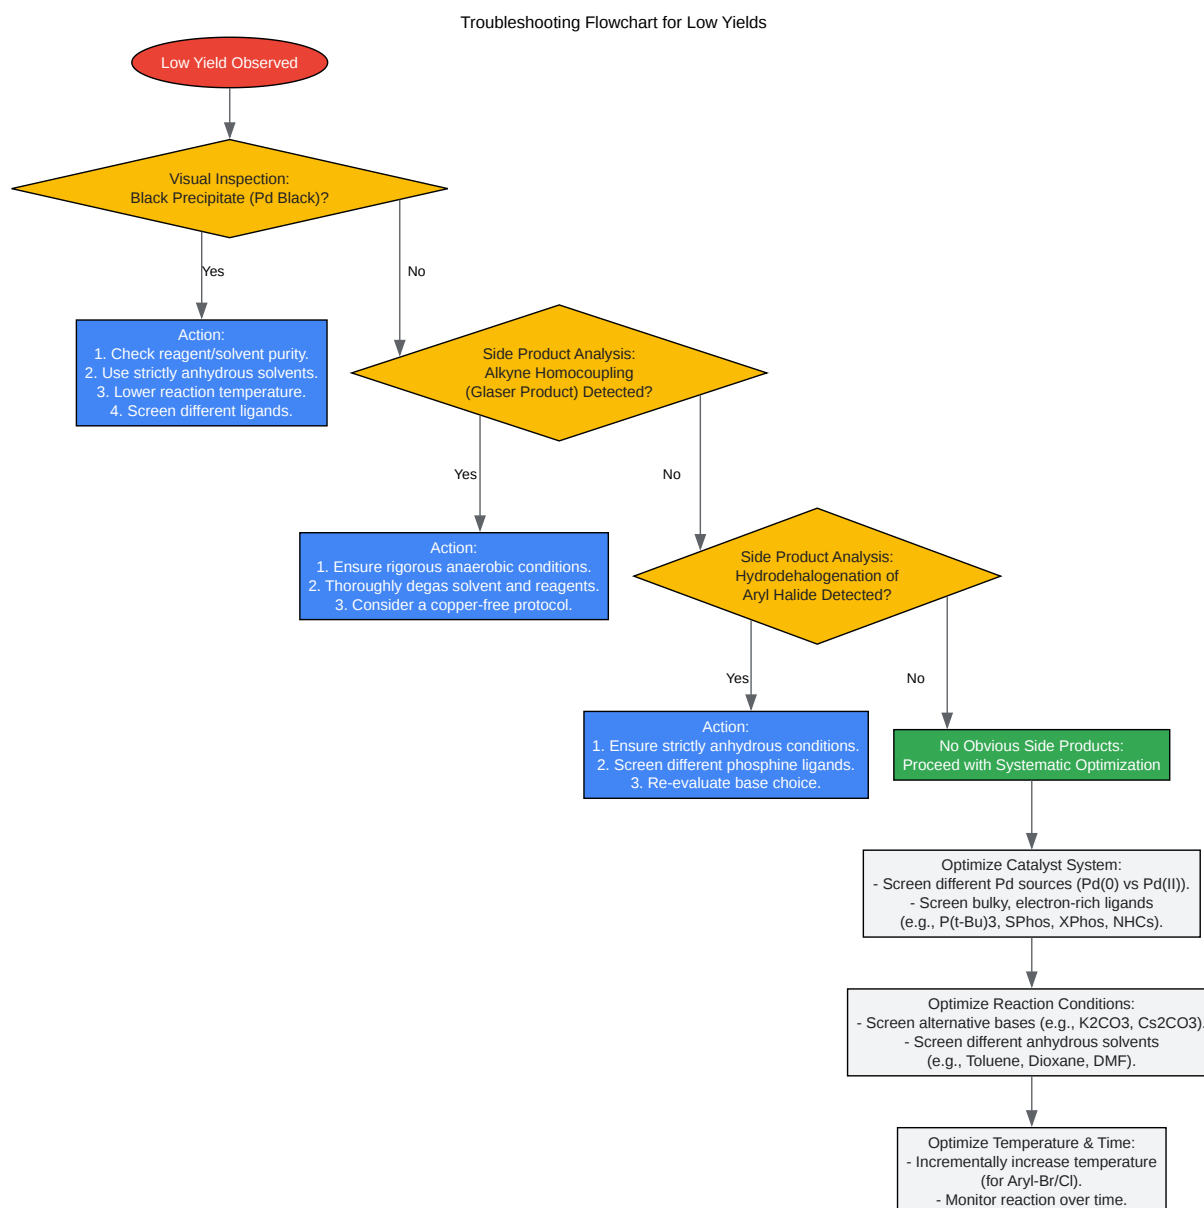 Troubleshooting Flowchart for Low Yields
Low Yield Observed
Visual Inspection:
Black Precipitate (Pd Black)?
Yes
No
Action:
1. Check reagent/solvent purity.
2. Use strictly anhydrous solvents.
3. Lower reaction temperature.
4. Screen different ligands.
Side Product Analysis:
Alkyne Homocoupling
(Glaser Product) Detected?
Yes
No
Action:
1. Ensure rigorous anaerobic conditions.
2. Thoroughly degas solvent and reagents.
3. Consider a copper-free protocol.
Side Product Analysis:
Hydrodehalogenation of
Aryl Halide Detected?
Yes
No
Action:
1. Ensure strictly anhydrous conditions.
2. Screen different phosphine ligands.
3. Re-evaluate base choice.
No Obvious Side Products:
Proceed with Systematic Optimization
Optimize Catalyst System:
- Screen different Pd sources (Pd(0) vs Pd(II)).
- Screen bulky, electron-rich ligands
(e.g., P(t-Bu)3, SPhos, XPhos, NHCs).
Optimize Reaction Conditions:
- Screen alternative bases (e.g., K2CO3, Cs2CO3).
- Screen different anhydrous solvents
(e.g., Toluene, Dioxane, DMF).
Optimize Temperature & Time:
- Incrementally increase temperature
(for Aryl-Br/Cl).
- Monitor reaction over time.